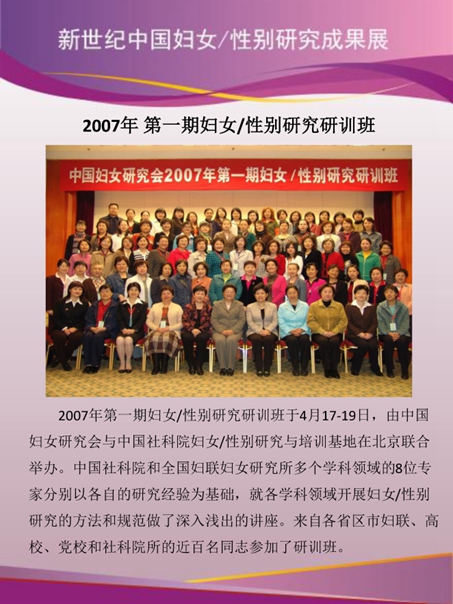 新世纪中国妇女/性别研究成果展
2007年 第一期妇女/性别研究研训班
中国妇女研究会2007年第一期妇女/性别研究研训班
2007年第一期妇女/性别研究研训班于4月17-19日，由中国
妇女研究会与中国社科院妇女/性别研究与培训基地在北京联合
举办。中国社科院和全国妇联妇女研究所多个学科领域的8位专
家分别以各自的研究经验为基础，就各学科领域开展妇女/性别
研究的方法和规范做了深入浅出的讲座。来自各省区市妇联、高
校、党校和社科院所的近百名同志参加了研训班。